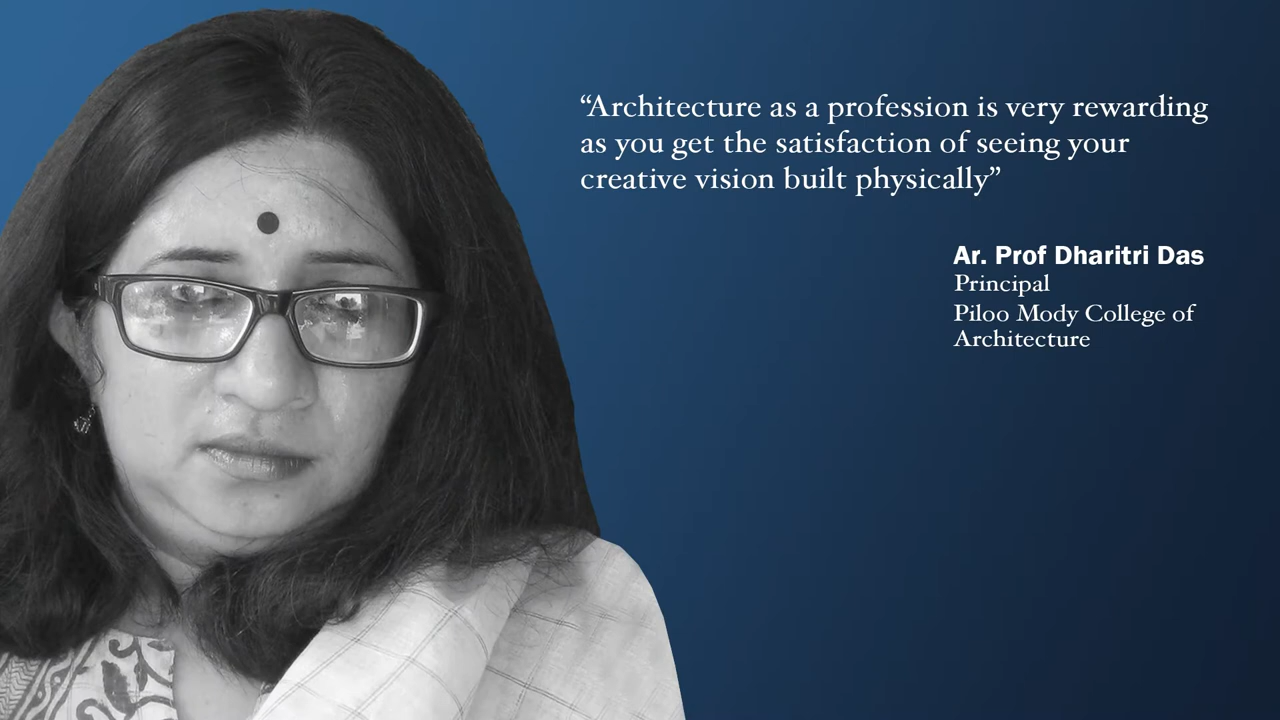 “Architecture as a profession is very rewarding
as you get the satisfaction of seeing your
creative vision built physically”
Ar. Prof Dharitri Das
Principal
Piloo Mody College of
Architecture